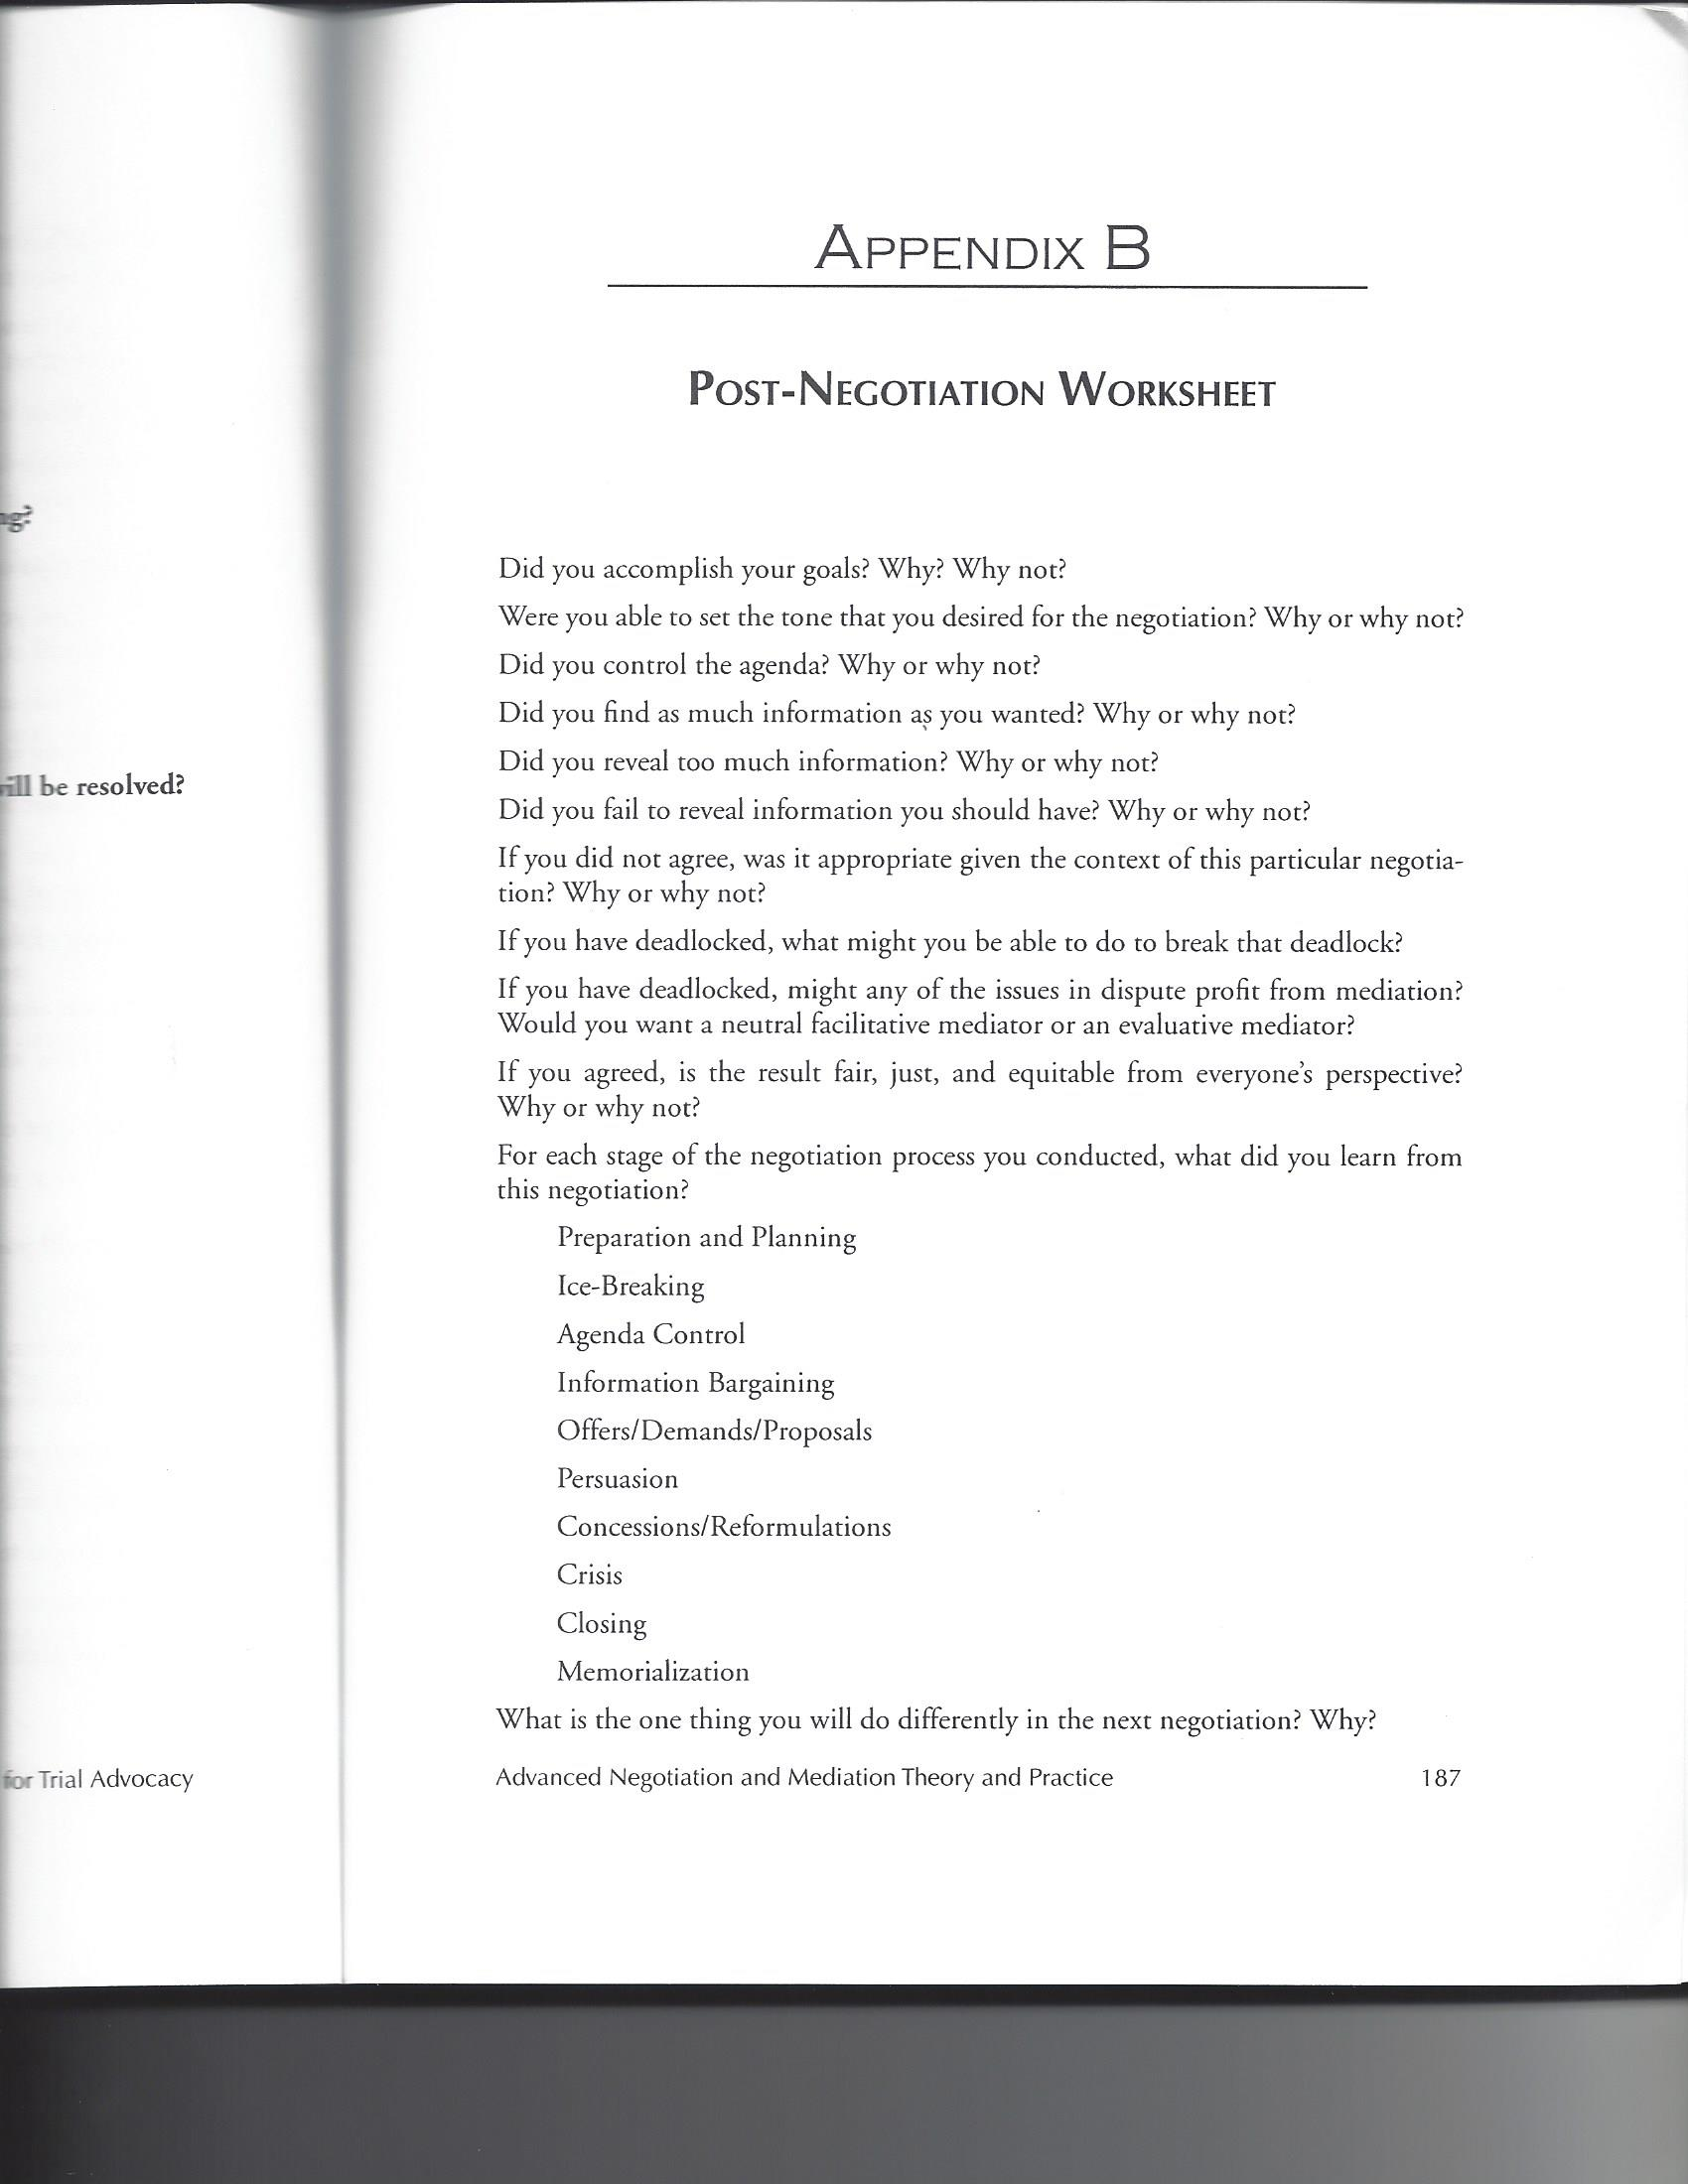 be resolved?
Trial Advocacy
APPENDIX B
POST-NEGOTIATION WORKSHEET
Did you accomplish your goals? Why? Why not?
Were you able to set the tone that you desired for the negotiation? Why or why not?
Did you control the agenda? Why or why not?
Did you find as much information as you wanted? Why or why not?
Did you reveal too much information? Why or why not?
Did you fail to reveal information you should have? Why or why not?
If you did not agree, was it appropriate given the context of this particular negotia-
tion? Why or why not?
If you have deadlocked, what might you be able to do to break that deadlock?
If you have deadlocked, might any of the issues in dispute profit from mediation?
Would you want a neutral facilitative mediator or an evaluative mediator?
If you agreed, is the result fair, just, and equitable from everyone's perspective?
Why or why not?
For each stage of the negotiation process you conducted, what did you learn from
this negotiation?
Preparation and Planning
Ice-Breaking
Agenda Control
Information Bargaining
Offers/Demands/Proposals
Persuasion
Concessions/Reformulations
Crisis
Closing
Memorialization
What is the one thing you will do differently in the next negotiation? Why?
Advanced Negotiation and Mediation Theory and Practice 187